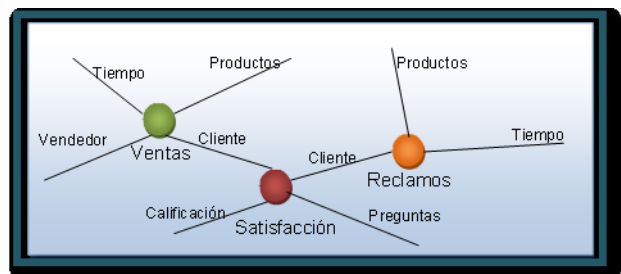 Productos
Productos
Tiempo
Tiempo
Vendedor
Cliente
Ventas
Cliente
Reclamos
Calificación
Preguntas
Satisfacción